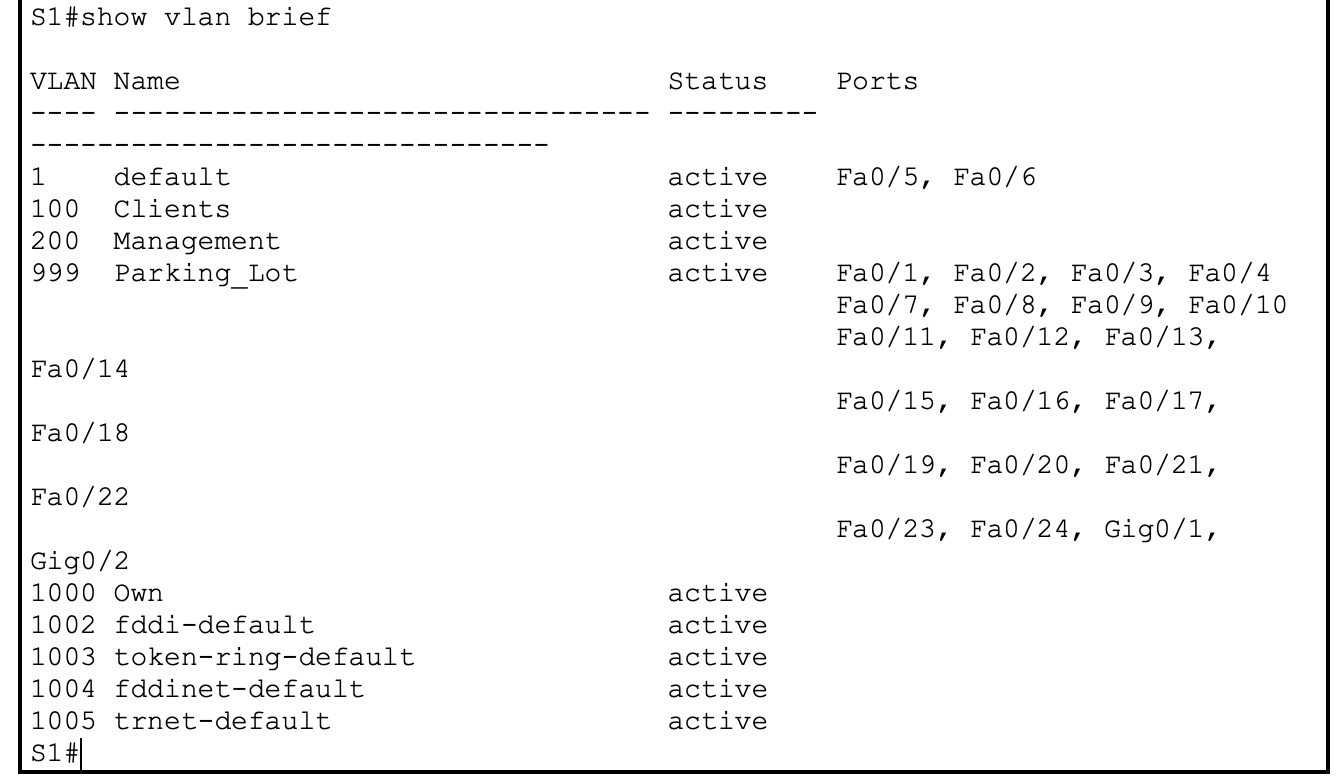 S1#show vlan brief
VLAN Name                             Status    Ports
---- -------------------------------- ---------
-------------------------------
1    default                          active    Fa0/5, Fa0/6
100  Clients                          active
200  Management                       active
999  Parking_Lot                      active    Fa0/1, Fa0/2, Fa0/3, Fa0/4
                                                Fa0/7, Fa0/8, Fa0/9, Fa0/10
                                                Fa0/11, Fa0/12, Fa0/13,
Fa0/14
                                                Fa0/15, Fa0/16, Fa0/17,
Fa0/18
                                                Fa0/19, Fa0/20, Fa0/21,
Fa0/22
                                                Fa0/23, Fa0/24, Gig0/1,
Gig0/2
1000 Own                              active
1002 fddi-default                     active
1003 token-ring-default               active
1004 fddinet-default                  active
1005 trnet-default                    active
S1#